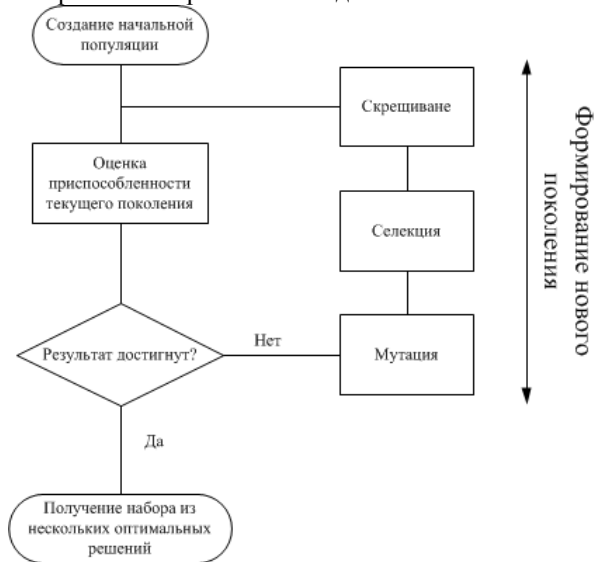 Создание начальной
популяции
Скрещиване
Оценка
приспособленности
текущего поколения
Селекция
Результат достигнут?
Нет
Мутация
Да
Получение набора из
нескольких оптимальных
решений
Формирование нового
поколения